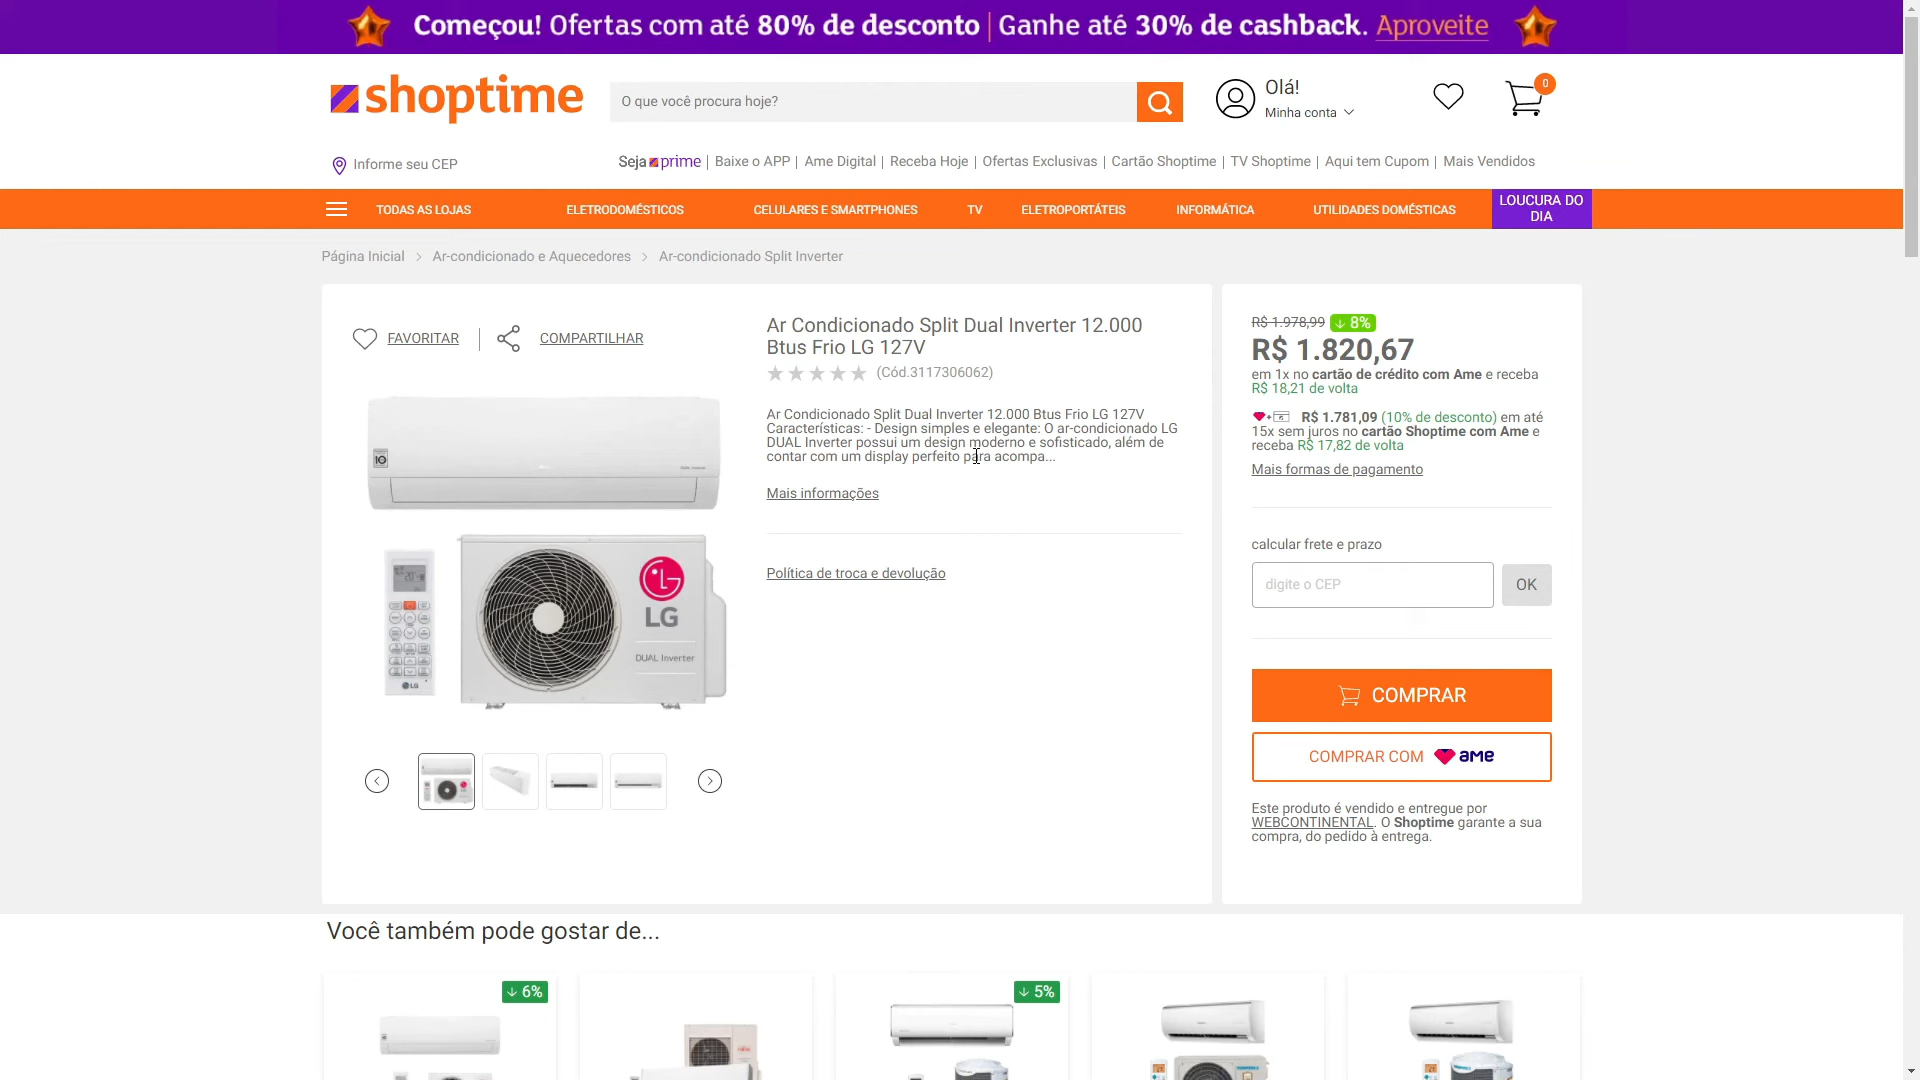 Começou! Ofertas com até 80% de desconto | Ganhe até 30% de cashback. Aproveite
shoptime
O que você procura hoje?
Olá!
Minha conta
0
Informe seu CEP
Seja prime | Baixe o APP | Ame Digital | Receba Hoje | Ofertas Exclusivas | Cartão Shoptime | TV Shoptime | Aqui tem Cupom | Mais Vendidos
TODAS AS LOJAS
ELETRODOMÉSTICOS
CELULARES E SMARTPHONES
TV
ELETROPORTÁTEIS
INFORMÁTICA
UTILIDADES DOMÉSTICAS
LOUCURA DO
DIA
Página Inicial > Ar-condicionado e Aquecedores > Ar-condicionado Split Inverter
FAVORITAR
COMPARTILHAR
LG
DUAL Inverter
LG
Ar Condicionado Split Dual Inverter 12.000
Btus Frio LG 127V
(Cód.3117306062)
Ar Condicionado Split Dual Inverter 12.000 Btus Frio LG 127V
Características: - Design simples e elegante: O ar-condicionado LG
DUAL Inverter possui um design moderno e sofisticado, além de
contar com um display perfeito para acompa...
Mais informações
Política de troca e devolução
R$ 1.978,99 8%
R$ 1.820,67
em 1x no cartão de crédito com Ame e receba
R$ 18,21 de volta
R$ 1.781,09 (10% de desconto) em até
15x sem juros no cartão Shoptime com Ame e
receba R$ 17,82 de volta
Mais formas de pagamento
calcular frete e prazo
digite o CEP
OK
COMPRAR
COMPRAR COM ame
Este produto é vendido e entregue por
WEBCONTINENTAL. O Shoptime garante a sua
compra, do pedido à entrega.
Você também pode gostar de...
6%
5%